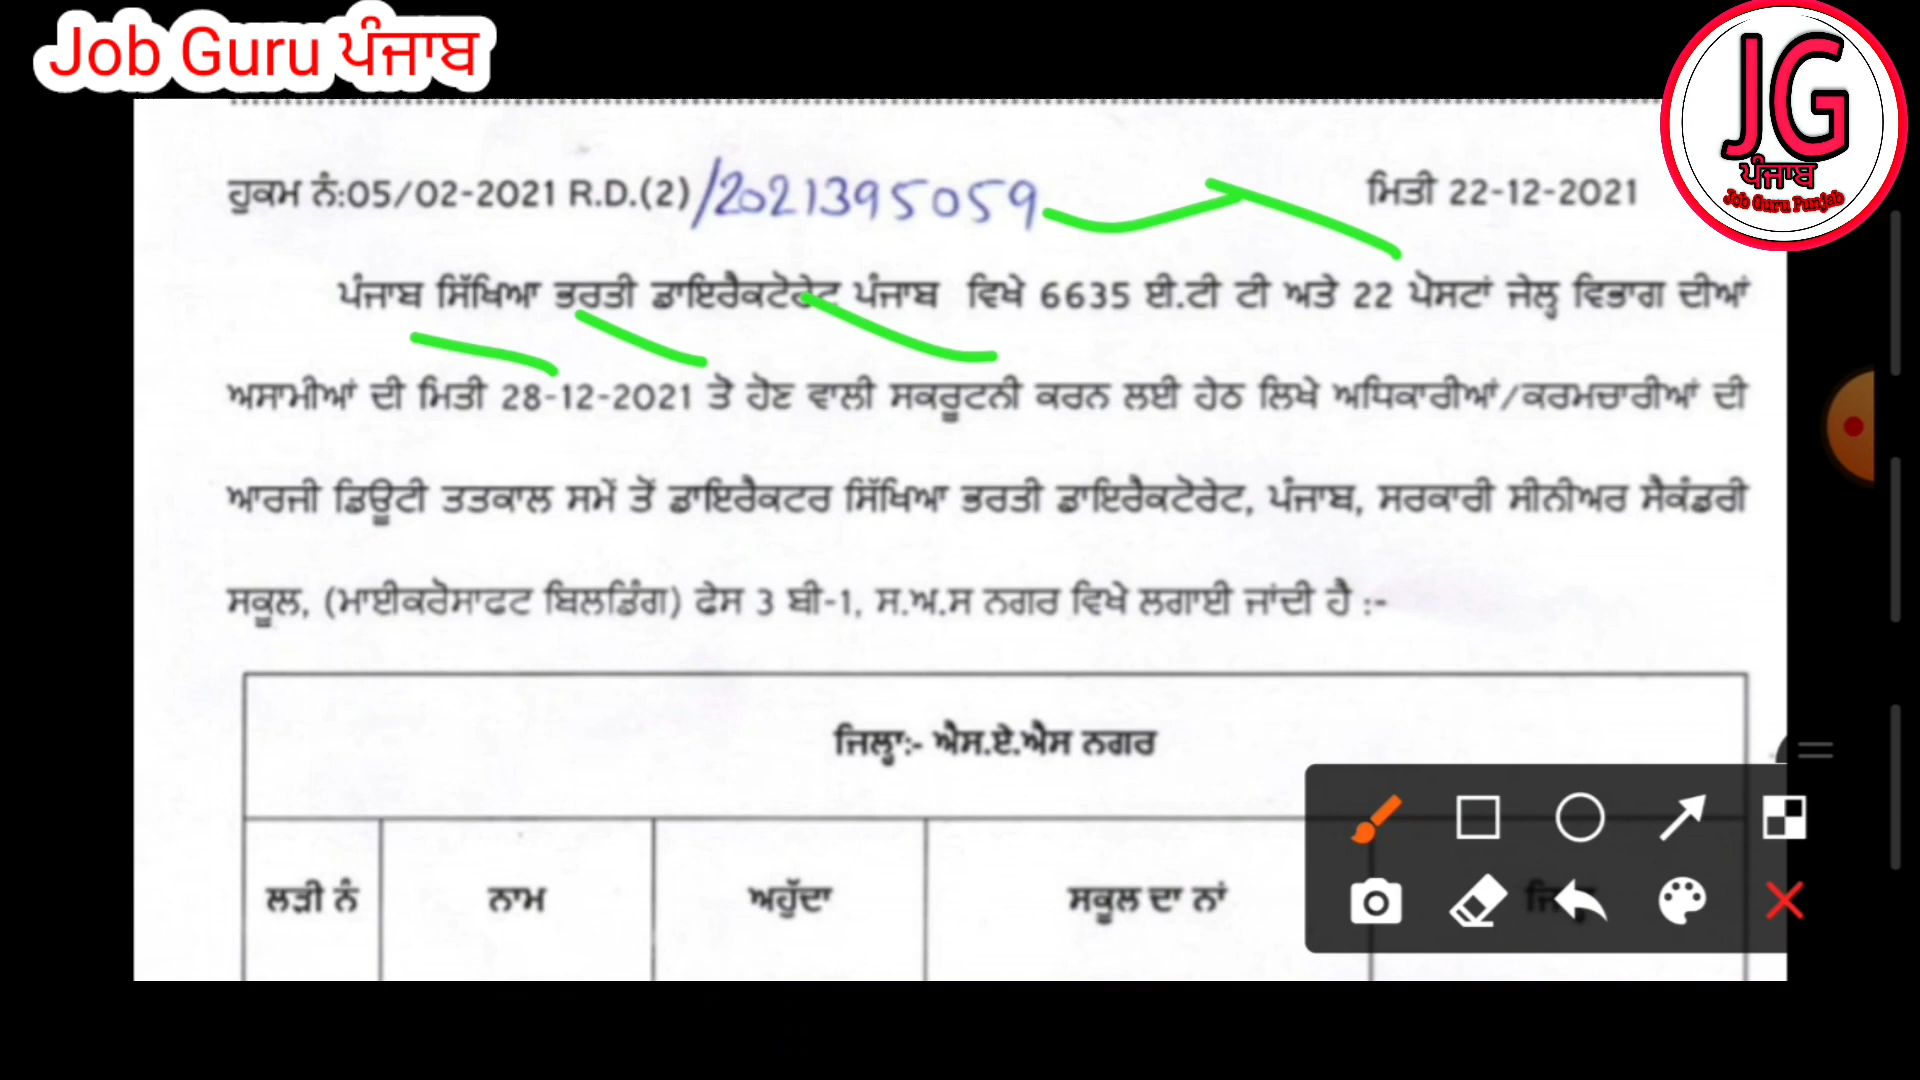 Job Guru ਪੰਜਾਬ
JG
ਪੰਜਾਬ
Job Guru Punjab
ਹੁਕਮ ਨੰ:05/02-2021 R.D.(2)/2021395059 ਮਿਤੀ 22-12-2021
ਪੰਜਾਬ ਸਿੱਖਿਆ ਭਰਤੀ ਡਾਇਰੈਕਟੋਰੇਟ ਪੰਜਾਬ ਵਿਖੇ 6635 ਈ.ਟੀ ਟੀ ਅਤੇ 22 ਪੋਸਟਾਂ ਜੇਲ੍ਹ ਵਿਭਾਗ ਦੀਆਂ
ਅਸਾਮੀਆਂ ਦੀ ਮਿਤੀ 28-12-2021 ਤੋਂ ਹੋਣ ਵਾਲੀ ਸਕਰੂਟਨੀ ਕਰਨ ਲਈ ਹੇਠ ਲਿਖੇ ਅਧਿਕਾਰੀਆਂ/ਕਰਮਚਾਰੀਆਂ ਦੀ
ਆਰਜੀ ਡਿਊਟੀ ਤਤਕਾਲ ਸਮੇਂ ਤੋਂ ਡਾਇਰੈਕਟਰ ਸਿੱਖਿਆ ਭਰਤੀ ਡਾਇਰੈਕਟੋਰੇਟ, ਪੰਜਾਬ, ਸਰਕਾਰੀ ਸੀਨੀਅਰ ਸੈਕੰਡਰੀ
ਸਕੂਲ, (ਮਾਈਕਰੋਸਾਫਟ ਬਿਲਡਿੰਗ) ਫੇਸ 3 ਬੀ-1, ਸ.ਅ.ਸ ਨਗਰ ਵਿਖੇ ਲਗਾਈ ਜਾਂਦੀ ਹੈ :-
ਜਿਲ੍ਹਾ:- ਐਸ.ਏ.ਐਸ ਨਗਰ
ਲੜੀ ਨੰ ਨਾਮ ਅਹੁੱਦਾ ਸਕੂਲ ਦਾ ਨਾਂ